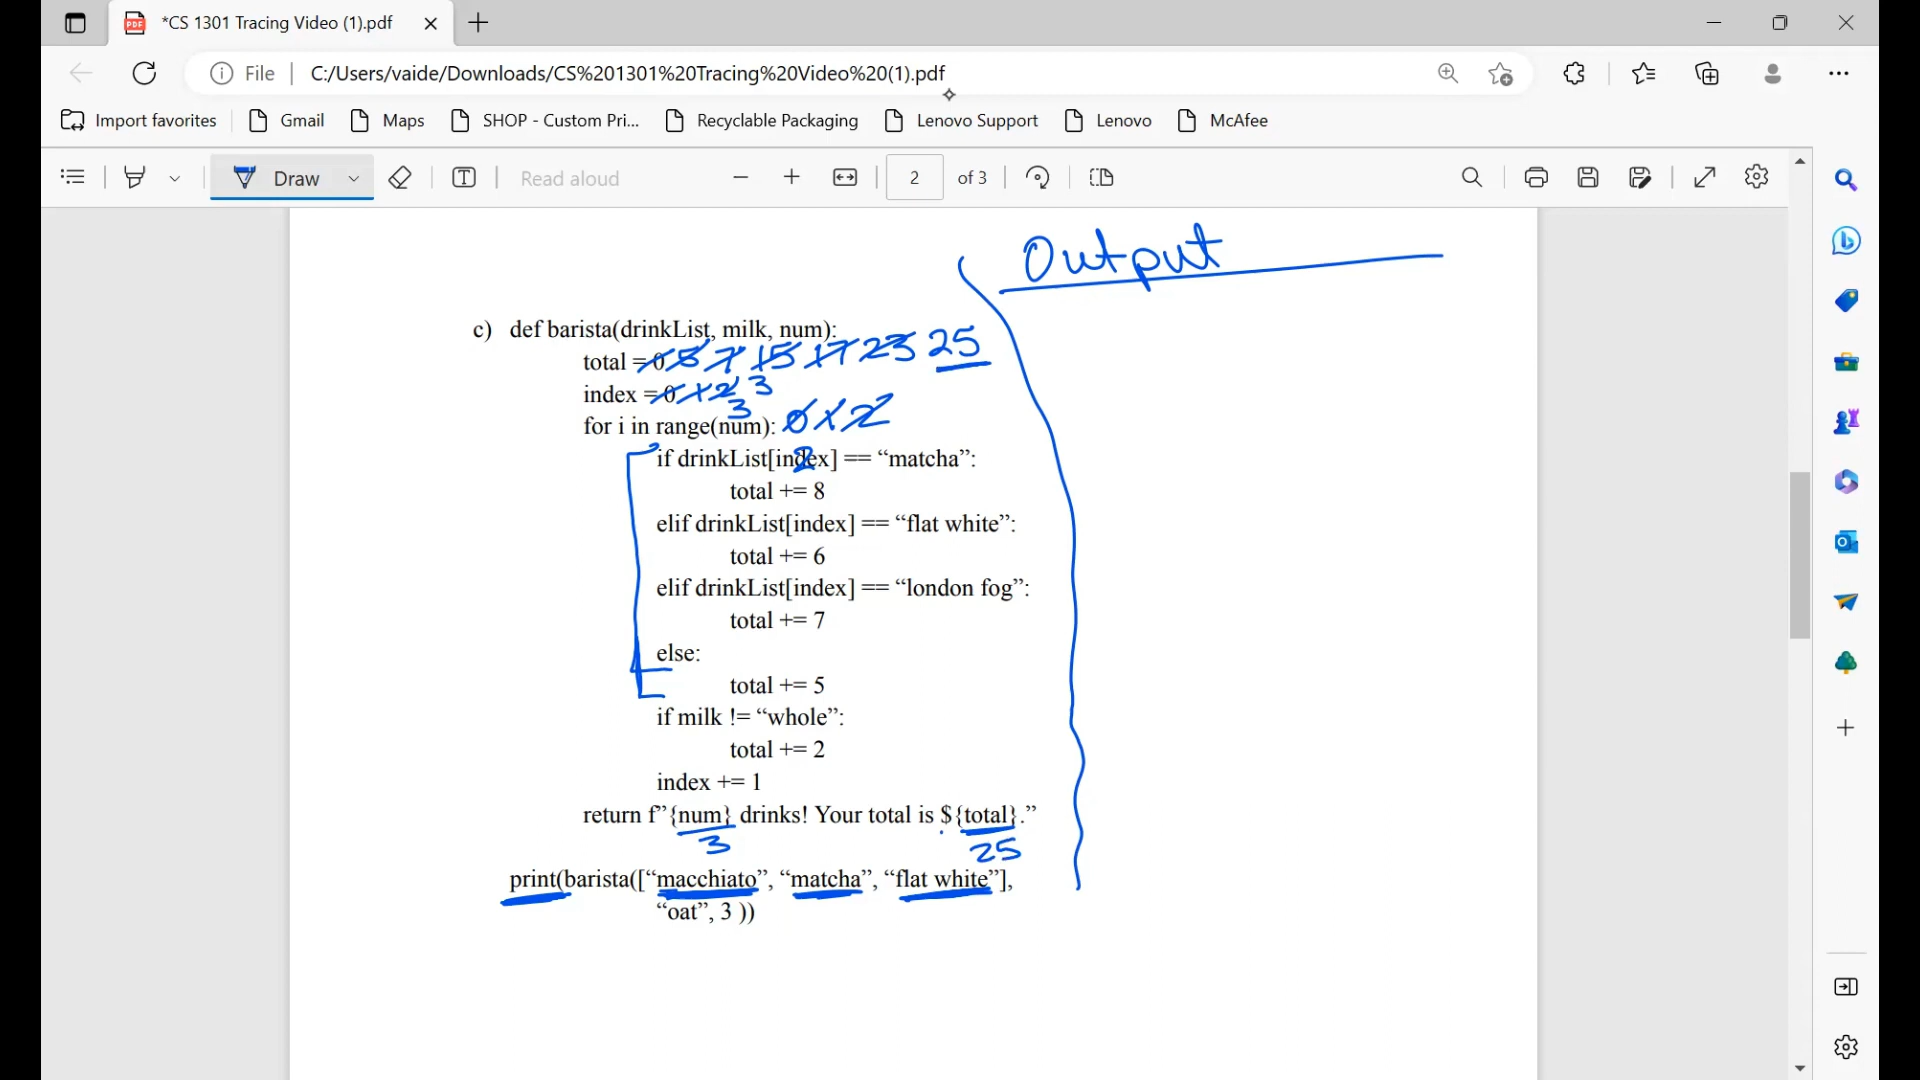 *CS 1301 Tracing Video (1).pdf
File | C:/Users/vaide/Downloads/CS%201301%20Tracing%20Video%20(1).pdf
Import favorites Gmail Maps SHOP - Custom Pri... Recyclable Packaging Lenovo Support Lenovo McAfee
Draw Read aloud 2 of 3
Output
c) def barista(drinkList, milk, num):
total = 0 5 7 15 17 23 25
index = 0 1 2 3
3
for i in range(num): 0 1 2
if drinkList[index] == “matcha”:
2
total += 8
elif drinkList[index] == “flat white”:
total += 6
elif drinkList[index] == “london fog”:
total += 7
else:
total += 5
if milk != “whole”:
total += 2
index += 1
return f”{num} drinks! Your total is ${total}.”
3 25
print(barista([“macchiato”, “matcha”, “flat white”],
“oat”, 3 ))